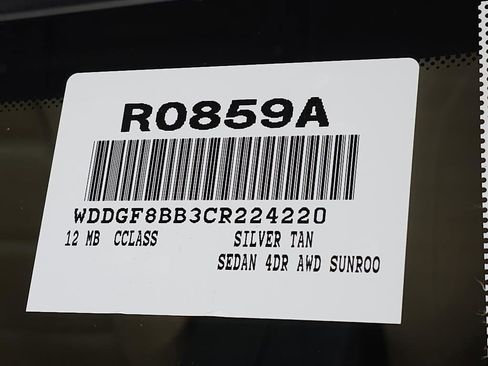 R0859A
WDDGF8BB3CR224220
12 MB CCLASS SILVER TAN
SEDAN 4DR AWD SUNROO